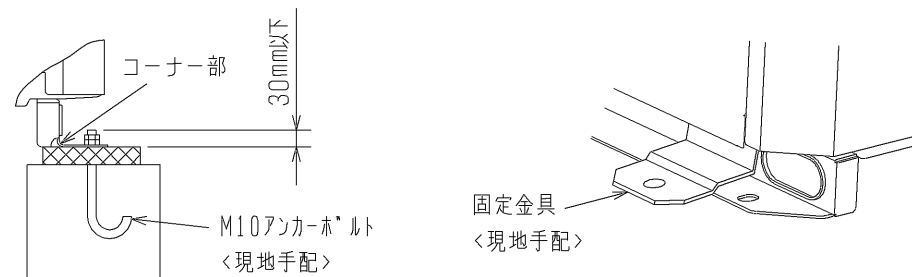 コーナー部
30mm以下
M10アンカーボルト
<現地手配>
固定金具
<現地手配>